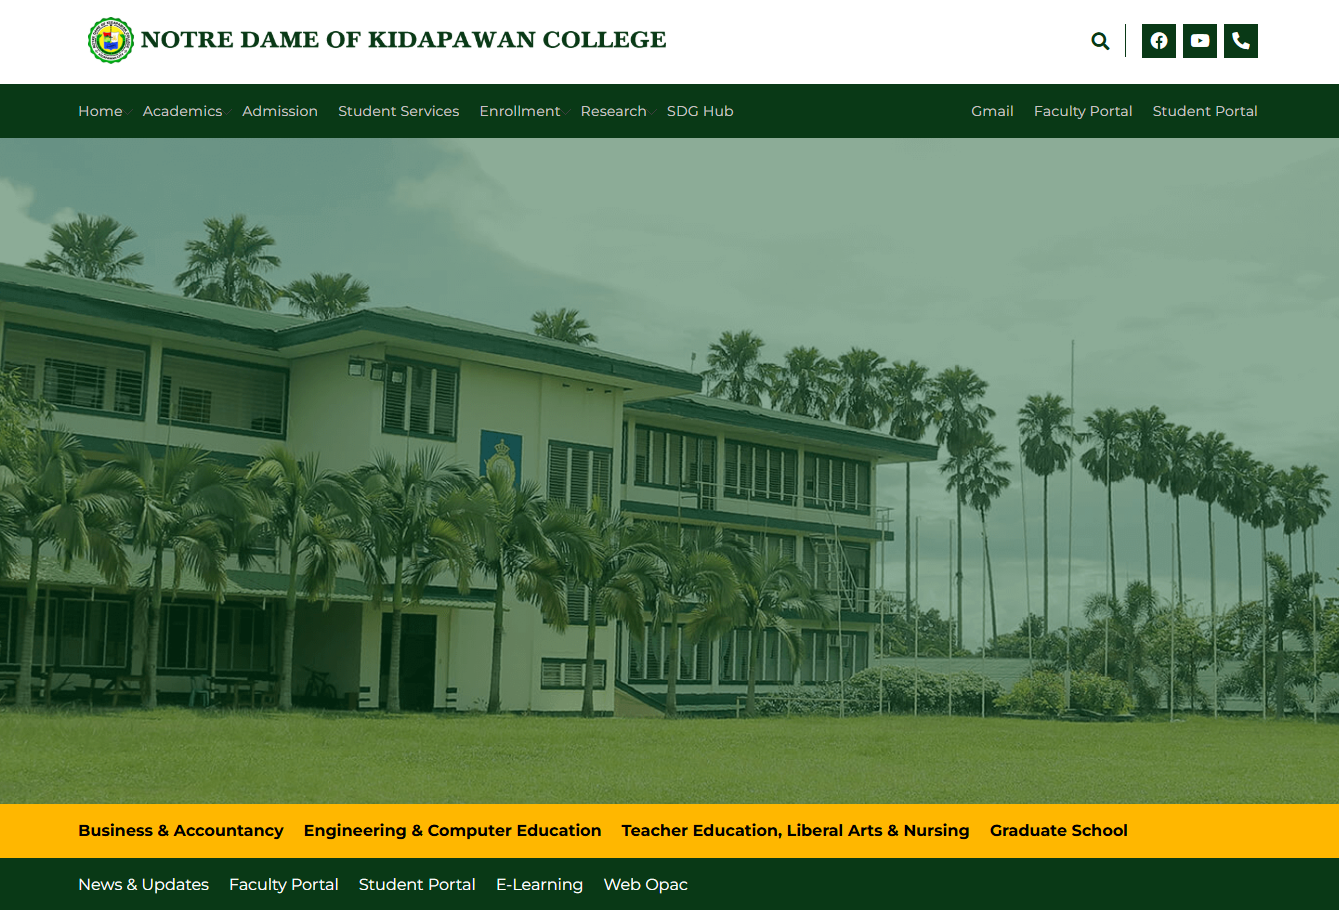 NOTRE DAME OF KIDAPAWAN COLLEGE
Home Academics Admission Student Services Enrollment Research SDG Hub Gmail Faculty Portal Student Portal
Business & Accountancy Engineering & Computer Education Teacher Education, Liberal Arts & Nursing Graduate School
News & Updates Faculty Portal Student Portal E-Learning Web Opac